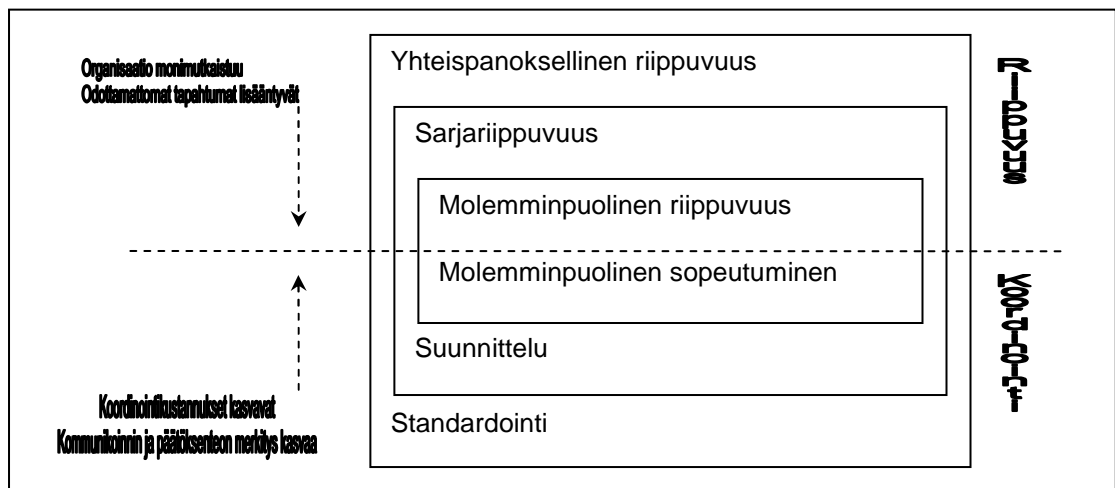 Organisaatio monimutkaistuu
Odottamattomat tapahtumat lisääntyvät
Yhteispanoksellinen riippuvuus
Sarjariippuvuus
Molemminpuolinen riippuvuus
Riippuvuus
Molemminpuolinen sopeutuminen
Suunnittelu
Standardointi
Koordinointi
Koordinointikustannukset kasvavat
Kommunikoinnin ja päätöksenteon merkitys kasvaa